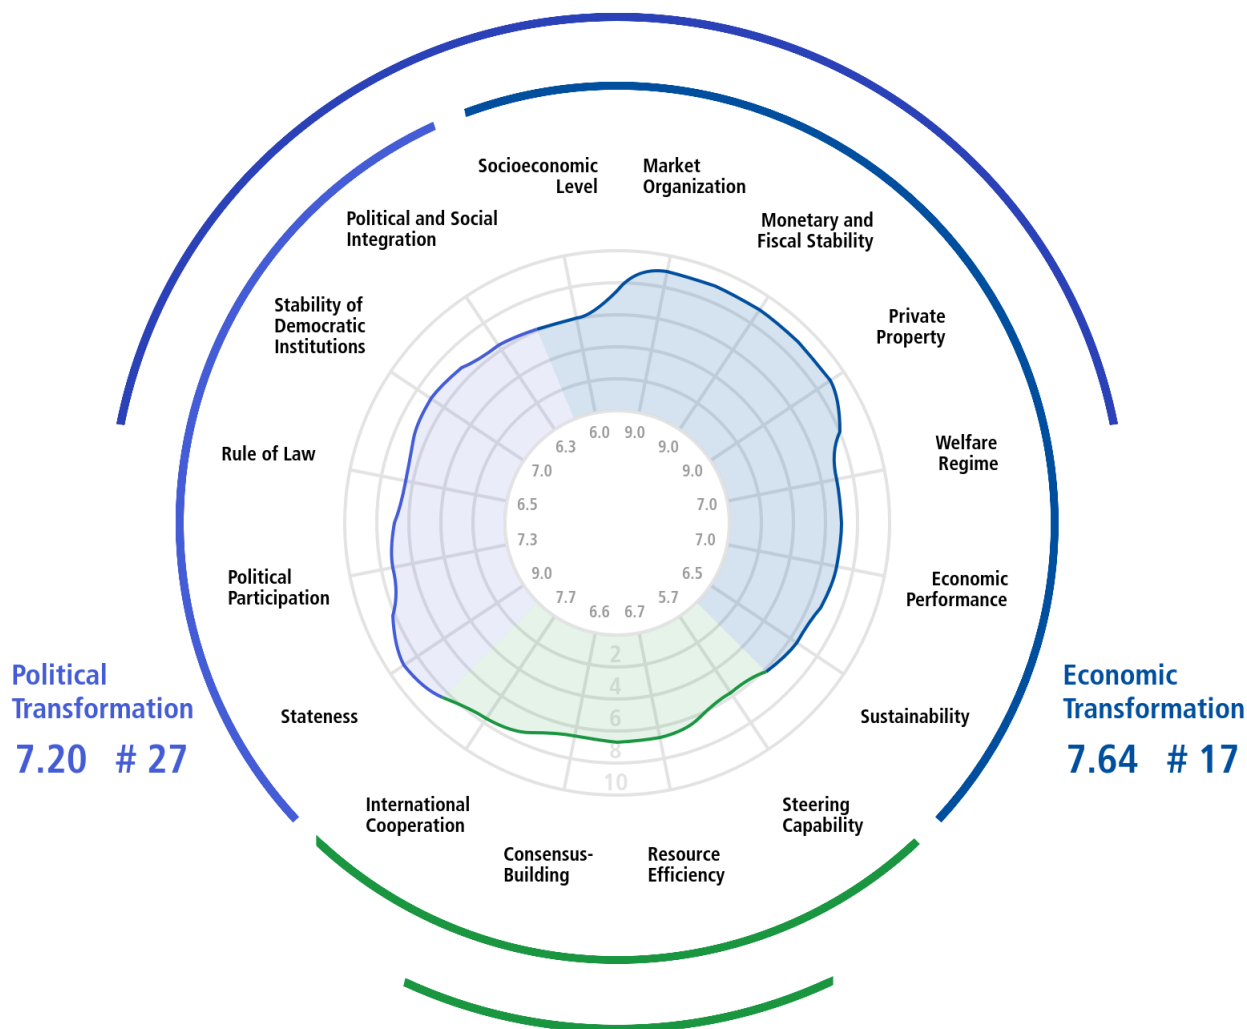 Socioeconomic
Level
Market
Organization
Political and Social
Integration
Monetary and
Fiscal Stability
Stability of
Democratic
Institutions
Private
Property
Rule of Law
Welfare
Regime
Political
Participation
Economic
Performance
Stateness
Sustainability
International
Cooperation
Steering
Capability
Consensus-
Building
Resource
Efficiency
6.0
9.0
6.3
9.0
7.0
9.0
6.5
7.0
7.3
7.0
9.0
6.5
7.7
5.7
6.6
6.7
2
4
6
8
10
Political
Transformation
7.20 # 27
Economic
Transformation
7.64 # 17